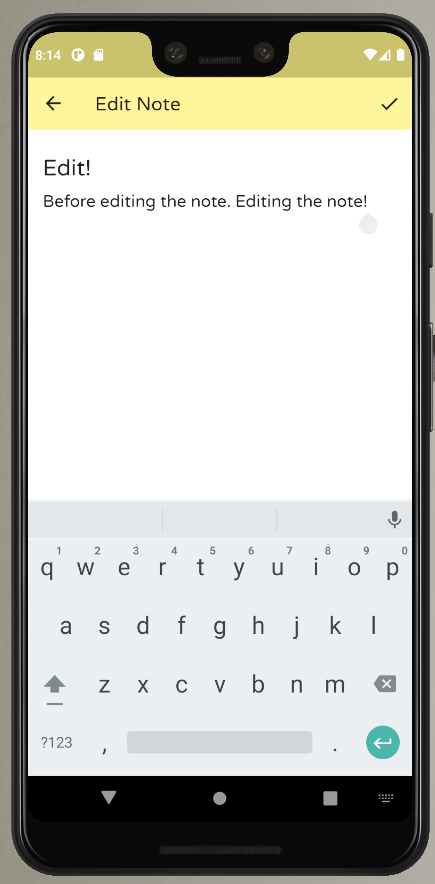 8:14
Edit Note
Edit!
Before editing the note. Editing the note!
1 2 3 4 5 6 7 8 9 0
q w e r t y u i o p
a s d f g h j k l
z x c v b n m
?123 , .